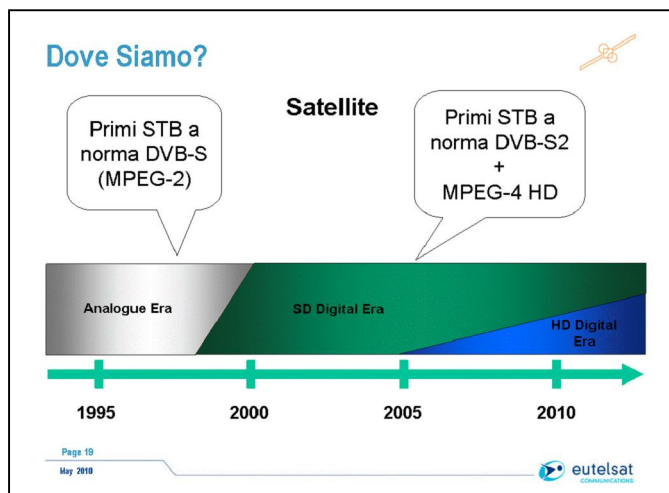 Dove Siamo?
Satellite
Primi STB a
norma DVB-S
(MPEG-2)
Primi STB a
norma DVB-S2
+
MPEG-4 HD
Analogue Era
SD Digital Era
HD Digital
Era
1995
2000
2005
2010
Page 19
May 2010
eutelsat
COMMUNICATIONS